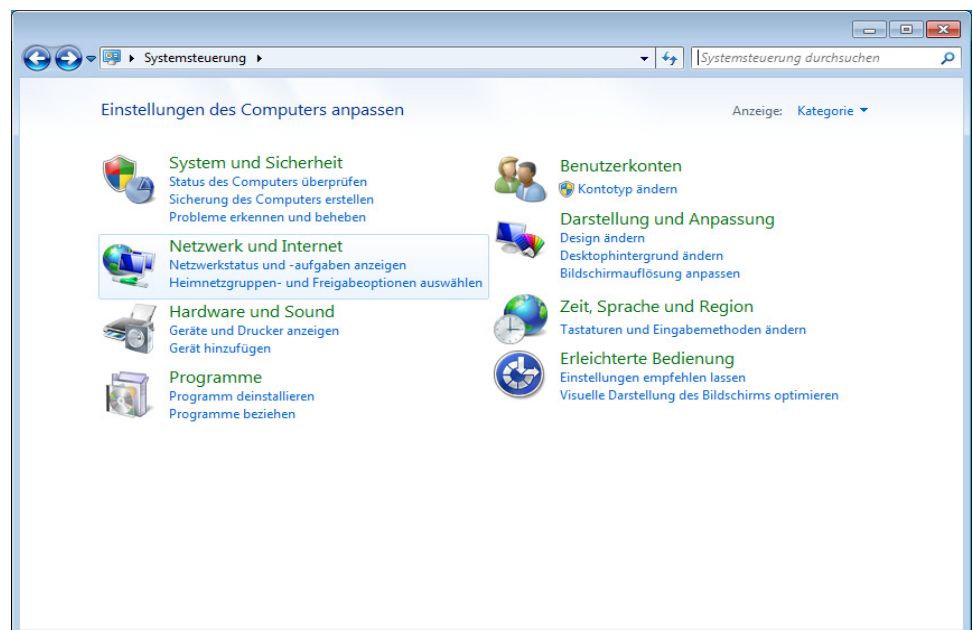 Systemsteuerung
Systemsteuerung durchsuchen
Einstellungen des Computers anpassen
Anzeige: Kategorie
System und Sicherheit
Status des Computers überprüfen
Sicherung des Computers erstellen
Probleme erkennen und beheben
Netzwerk und Internet
Netzwerkstatus und -aufgaben anzeigen
Heimnetzgruppen- und Freigabeoptionen auswählen
Hardware und Sound
Geräte und Drucker anzeigen
Gerät hinzufügen
Programme
Programm deinstallieren
Programme beziehen
Benutzerkonten
Kontotyp ändern
Darstellung und Anpassung
Design ändern
Desktophintergrund ändern
Bildschirmauflösung anpassen
Zeit, Sprache und Region
Tastaturen und Eingabemethoden ändern
Erleichterte Bedienung
Einstellungen empfehlen lassen
Visuelle Darstellung des Bildschirms optimieren